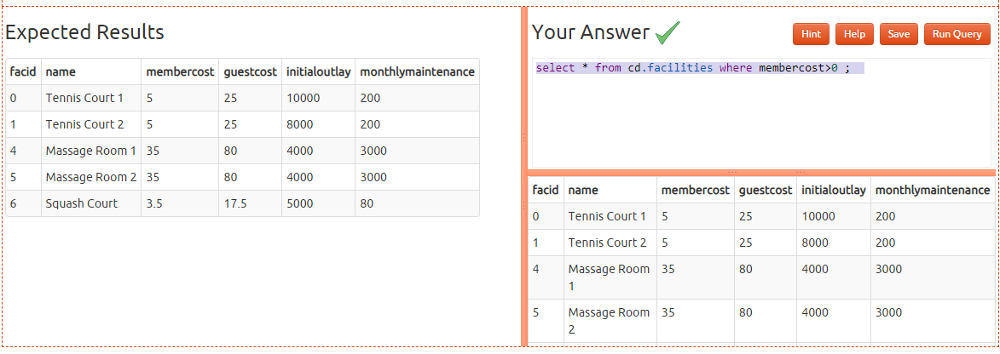 Expected Results
facid name membercost guestcost initialoutlay monthlymaintenance
0 Tennis Court 1 5 25 10000 200
1 Tennis Court 2 5 25 8000 200
4 Massage Room 1 35 80 4000 3000
5 Massage Room 2 35 80 4000 3000
6 Squash Court 3.5 17.5 5000 80
Your Answer
Hint Help Save Run Query
select * from cd.facilities where membercost>0 ;
facid name membercost guestcost initialoutlay monthlymaintenance
0 Tennis Court 1 5 25 10000 200
1 Tennis Court 2 5 25 8000 200
4 Massage Room 35 80 4000 3000
1
5 Massage Room 35 80 4000 3000
2